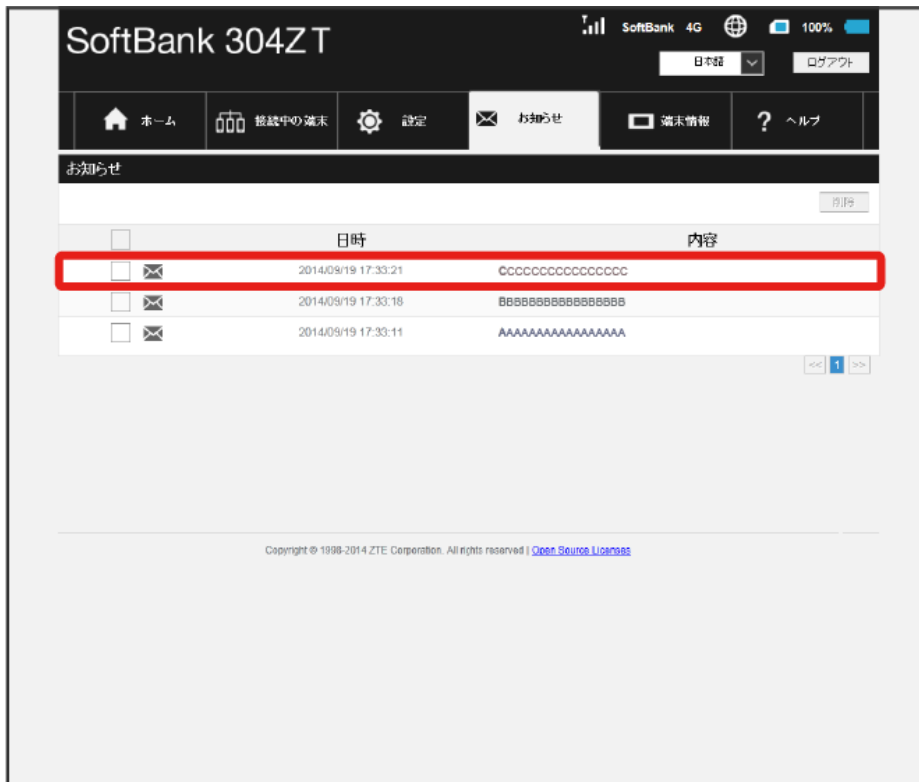 SoftBank 304ZT
SoftBank 4G 100%
日本語 ログアウト
ホーム 接続中の端末 設定 お知らせ 端末情報 ? ヘルプ
お知らせ
削除
日時 内容
2014/09/19 17:33:21 CCCCCCCCCCCCCCCCC
2014/09/19 17:33:18 BBBBBBBBBBBBBBBBB
2014/09/19 17:33:11 AAAAAAAAAAAAAAAAA
<< 1 >>
Copyright © 1998-2014 ZTE Corporation. All rights reserved | Open Source Licenses